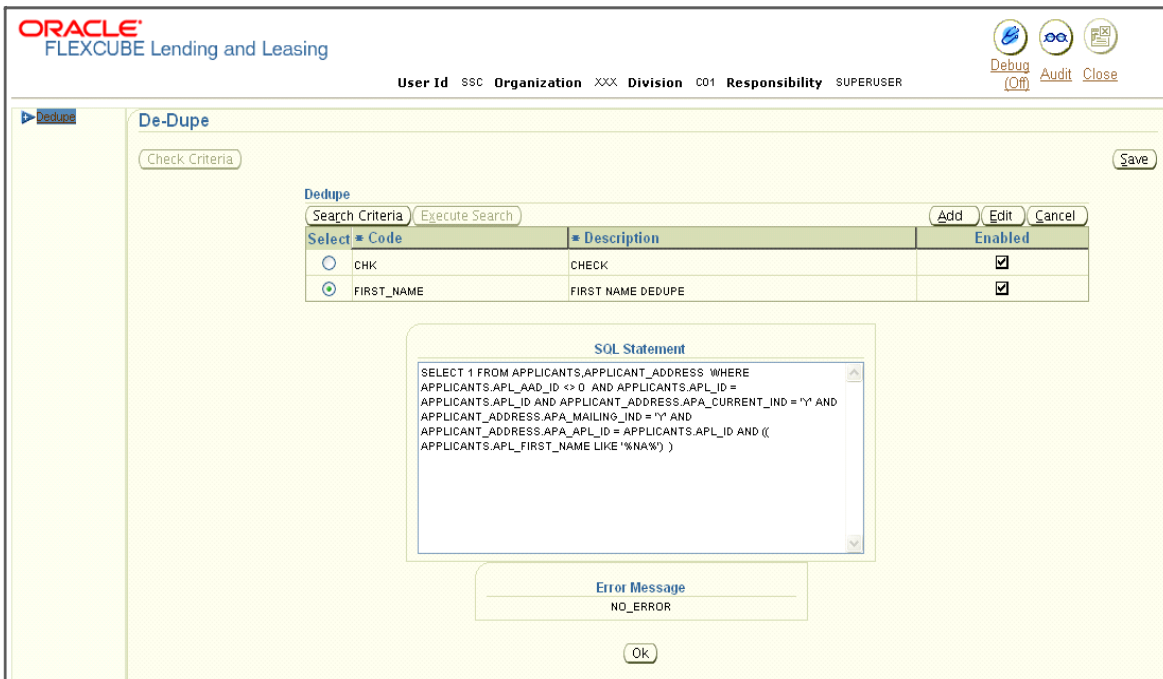 ORACLE
FLEXCUBE Lending and Leasing
Debug (Off)
Audit
Close
User Id SSC Organization XXX Division C01 Responsibility SUPERUSER
Dedupe
De-Dupe
Check Criteria
Save
Dedupe
Search Criteria Execute Search Add Edit Cancel
Select * Code * Description Enabled
CHK CHECK
FIRST_NAME FIRST NAME DEDUPE
SQL Statement
SELECT 1 FROM APPLICANTS,APPLICANT_ADDRESS WHERE
APPLICANTS.APL_AAD_ID <> 0 AND APPLICANTS.APL_ID =
APPLICANTS.APL_ID AND APPLICANT_ADDRESS.APA_CURRENT_IND = 'Y' AND
APPLICANT_ADDRESS.APA_MAILING_IND = 'Y' AND
APPLICANT_ADDRESS.APA_APL_ID = APPLICANTS.APL_ID AND ((
APPLICANTS.APL_FIRST_NAME LIKE '%NA%') )
Error Message
NO_ERROR
Ok